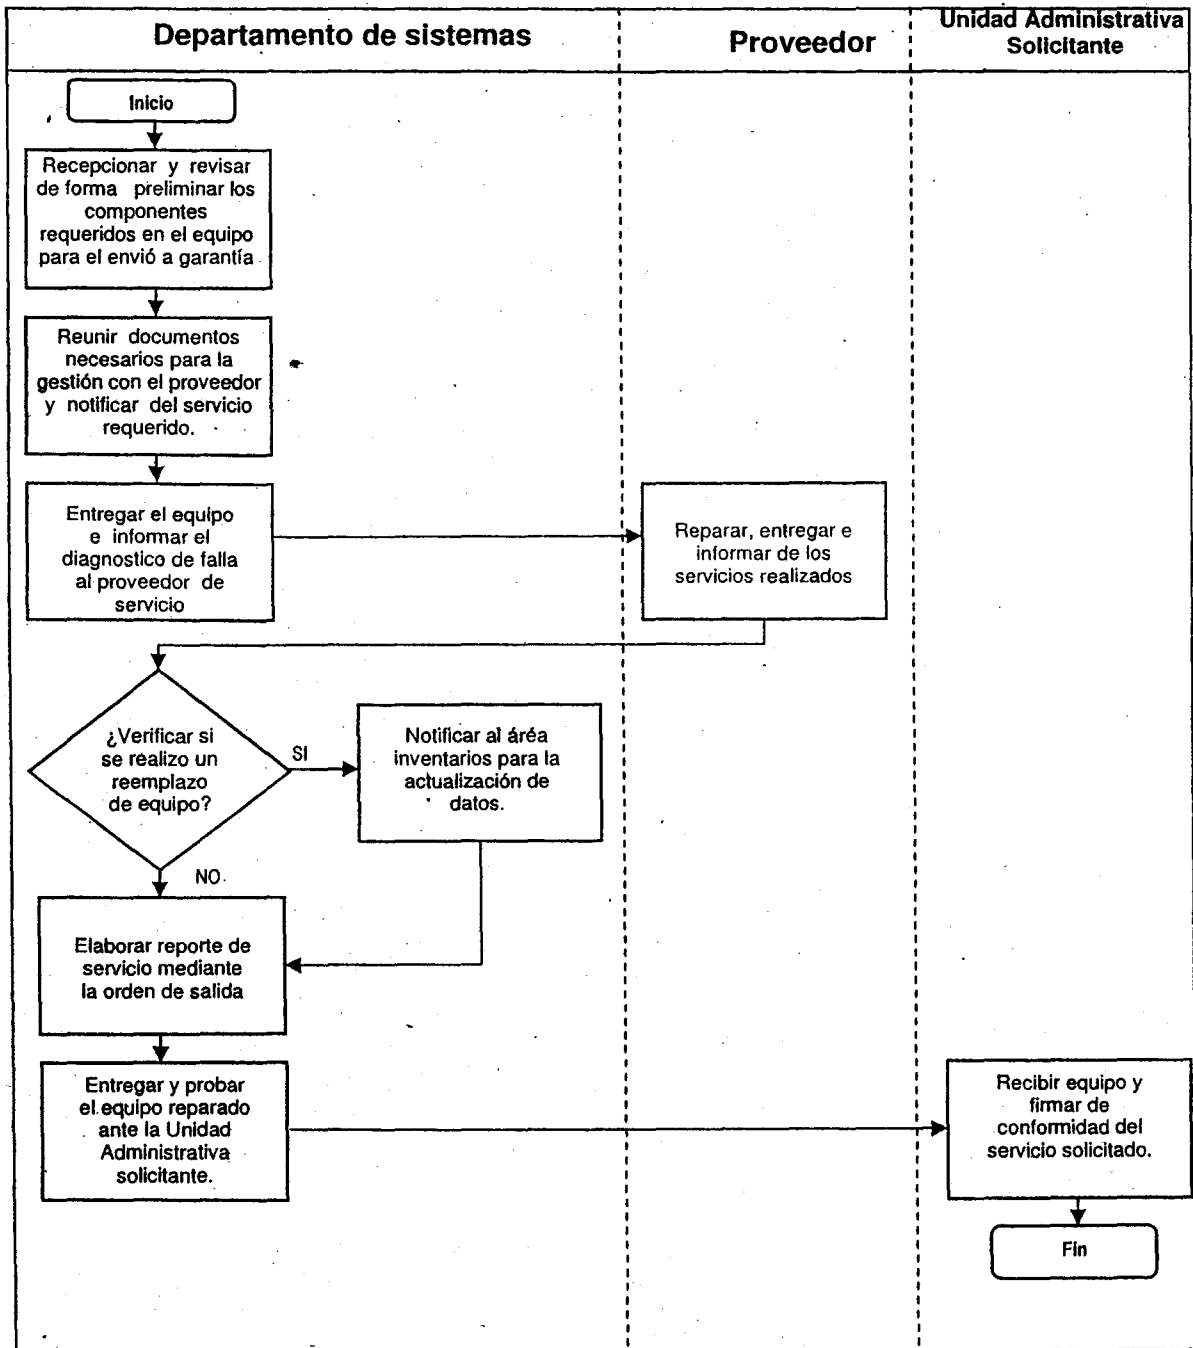 Departamento de sistemas
Proveedor
Unidad Administrativa
Solicitante
Inicio
Recepcionar y revisar
de forma preliminar los
componentes
requeridos en el equipo
para el envió a garantía
Reunir documentos
necesarios para la
gestión con el proveedor
y notificar del servicio
requerido.
Entregar el equipo
e informar el
diagnostico de falla
al proveedor de
servicio
Reparar, entregar e
informar de los
servicios realizados
¿Verificar si
se realizo un
reemplazo
de equipo?
SI
Notificar al áréa
inventarios para la
actualización de
datos.
NO
Elaborar reporte de
servicio mediante
la orden de salida
Entregar y probar
el equipo reparado
ante la Unidad
Administrativa
solicitante.
Recibir equipo y
firmar de
conformidad del
servicio solicitado.
Fin